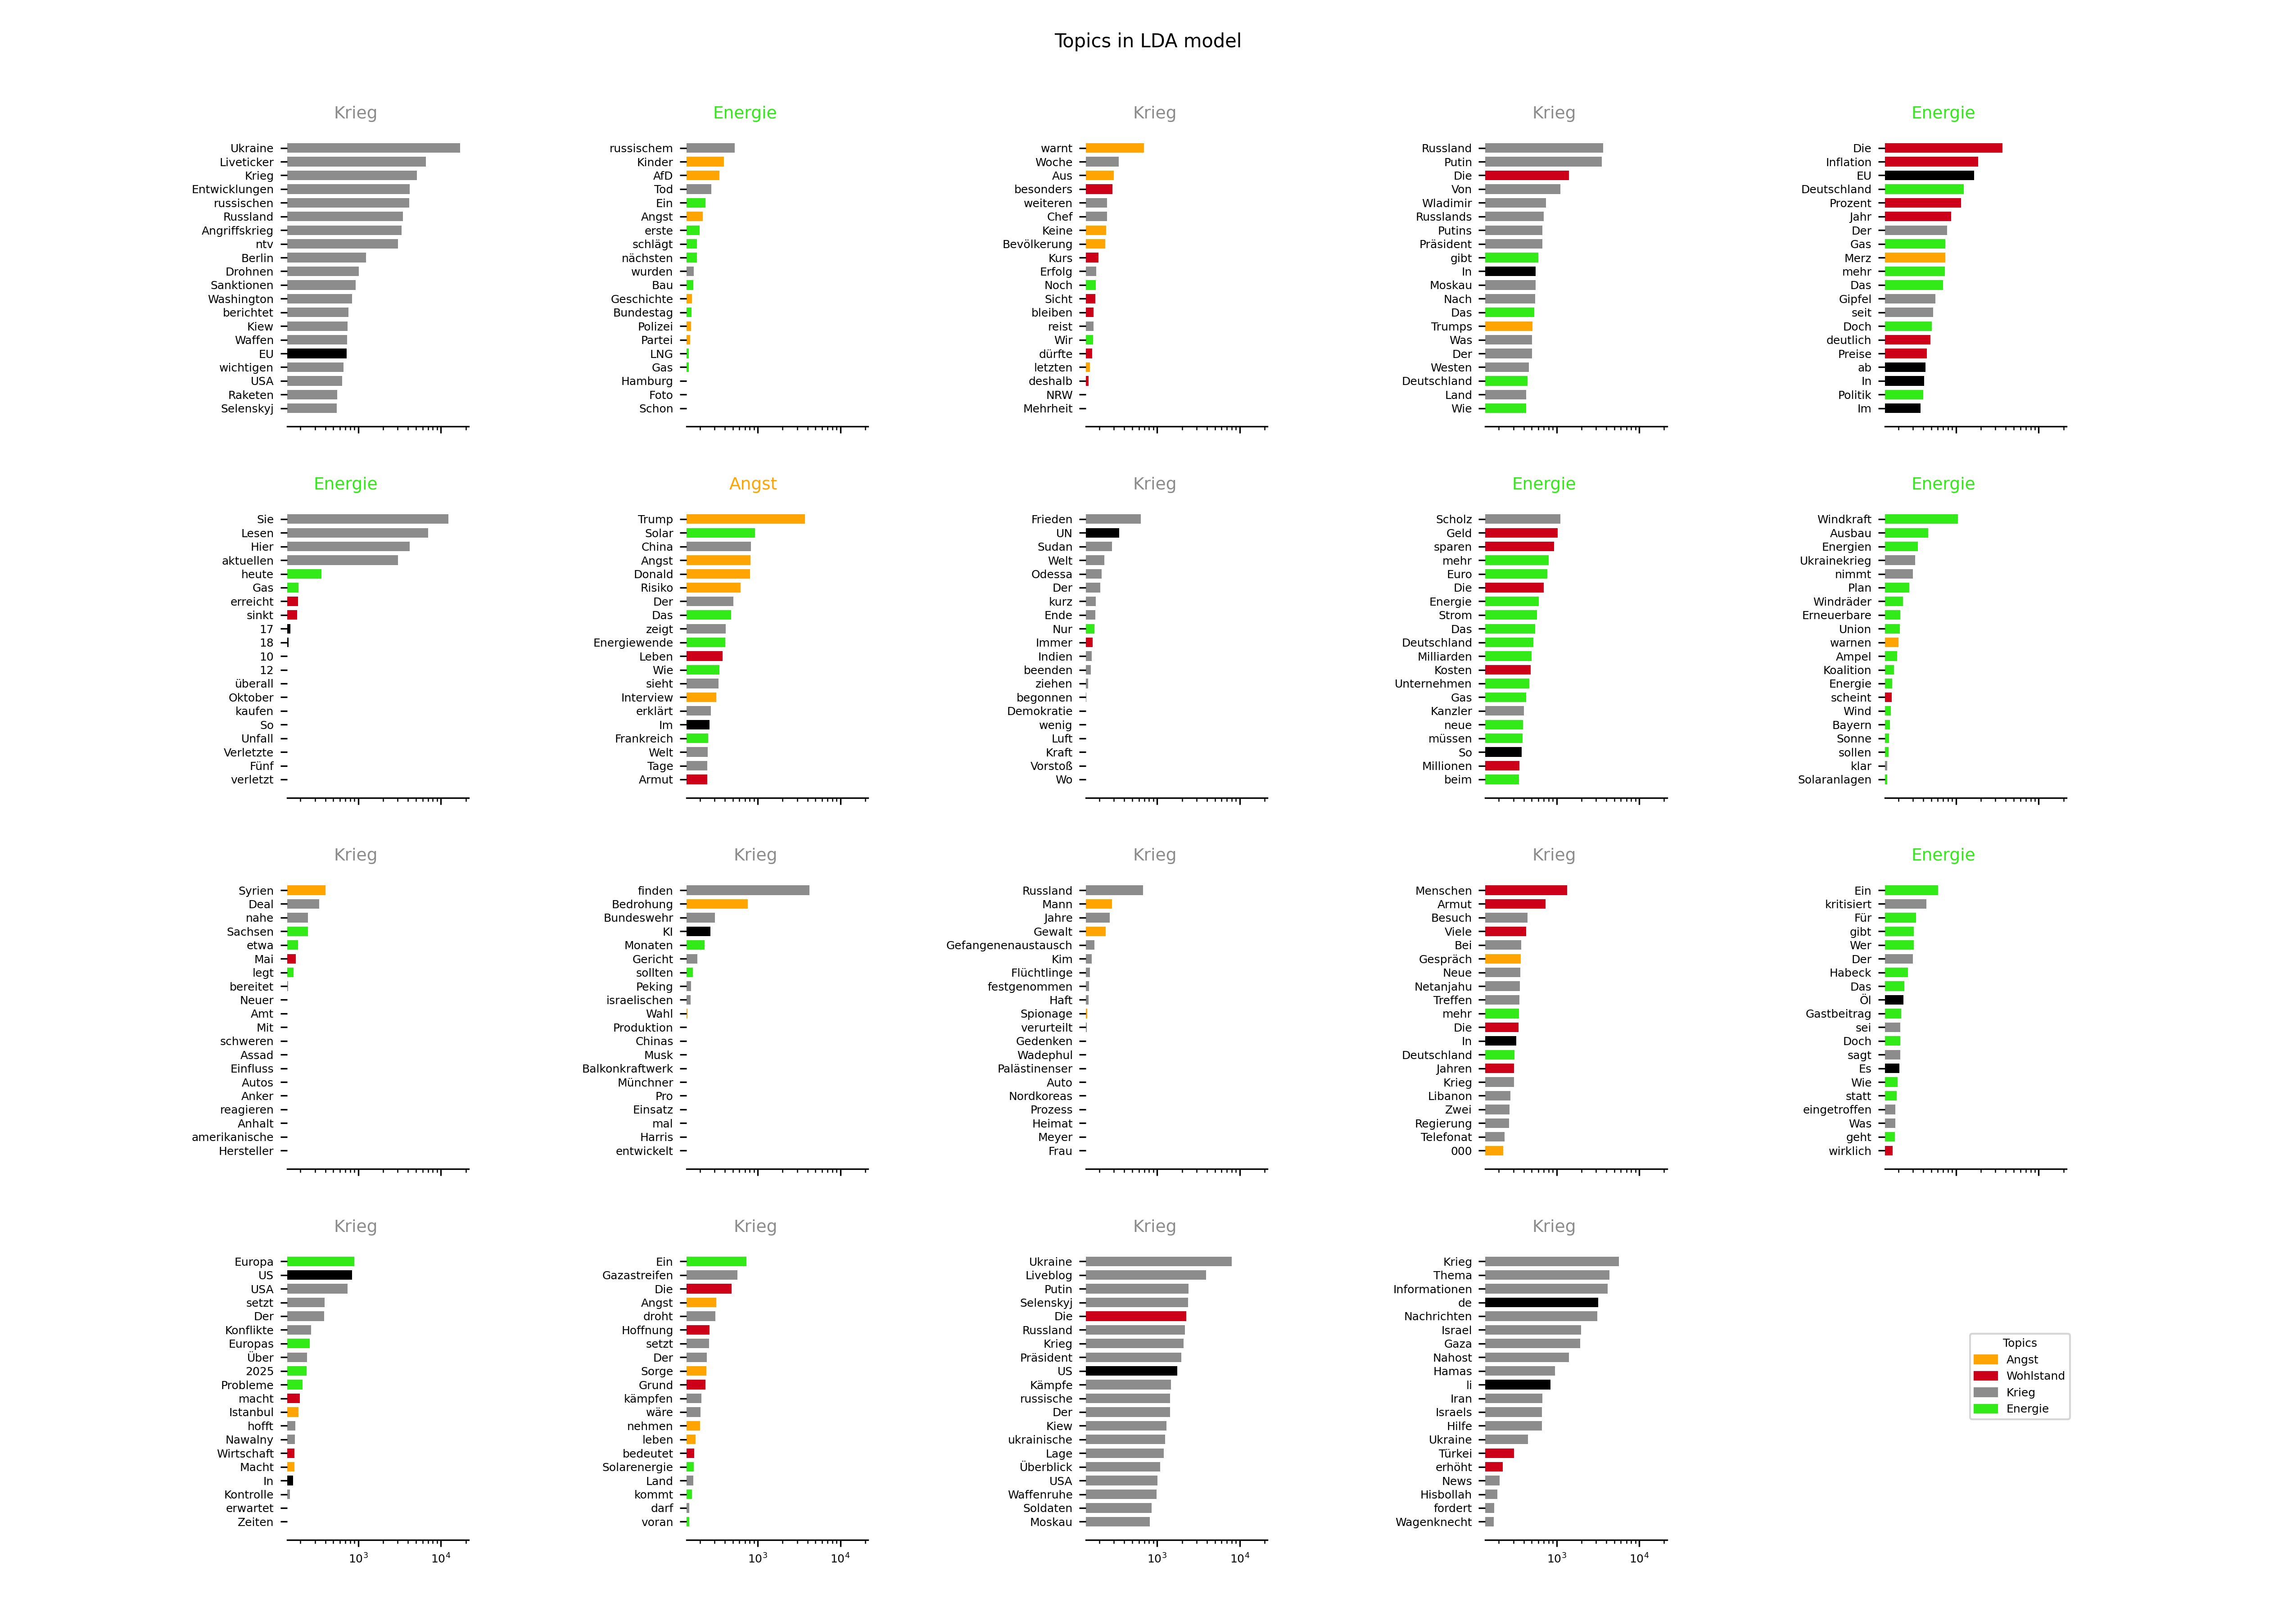 Topics in LDA model
Krieg
Ukraine
Liveticker
Krieg
Entwicklungen
russischen
Russland
Angriffskrieg
ntv
Berlin
Drohnen
Sanktionen
Washington
berichtet
Kiew
Waffen
EU
wichtigen
USA
Raketen
Selenskyj
Energie
russischem
Kinder
AfD
Tod
Ein
Angst
erste
schlägt
nächsten
wurden
Bau
Geschichte
Bundestag
Polizei
Partei
LNG
Gas
Hamburg
Foto
Schon
Krieg
warnt
Woche
Aus
besonders
weiteren
Chef
Keine
Bevölkerung
Kurs
Erfolg
Noch
Sicht
bleiben
reist
Wir
dürfte
letzten
deshalb
NRW
Mehrheit
Krieg
Russland
Putin
Die
Von
Wladimir
Russlands
Putins
Präsident
gibt
In
Moskau
Nach
Das
Trumps
Was
Der
Westen
Deutschland
Land
Wie
Energie
Die
Inflation
EU
Deutschland
Prozent
Jahr
Der
Gas
Merz
mehr
Das
Gipfel
seit
Doch
deutlich
Preise
ab
In
Politik
Im
Energie
Sie
Lesen
Hier
aktuellen
heute
Gas
erreicht
sinkt
17
18
10
12
überall
Oktober
kaufen
So
Unfall
Verletzte
Fünf
verletzt
Angst
Trump
Solar
China
Angst
Donald
Risiko
Der
Das
zeigt
Energiewende
Leben
Wie
sieht
Interview
erklärt
Im
Frankreich
Welt
Tage
Armut
Krieg
Frieden
UN
Sudan
Welt
Odessa
Der
kurz
Ende
Nur
Immer
Indien
beenden
ziehen
begonnen
Demokratie
wenig
Luft
Kraft
Vorstoß
Wo
Energie
Scholz
Geld
sparen
mehr
Euro
Die
Energie
Strom
Das
Deutschland
Milliarden
Kosten
Unternehmen
Gas
Kanzler
neue
müssen
So
Millionen
beim
Energie
Windkraft
Ausbau
Energien
Ukrainekrieg
nimmt
Plan
Windräder
Erneuerbare
Union
warnen
Ampel
Koalition
Energie
scheint
Wind
Bayern
Sonne
sollen
klar
Solaranlagen
Krieg
Syrien
Deal
nahe
Sachsen
etwa
Mai
legt
bereitet
Neuer
Amt
Mit
schweren
Assad
Einfluss
Autos
Anker
reagieren
Anhalt
amerikanische
Hersteller
Krieg
finden
Bedrohung
Bundeswehr
KI
Monaten
Gericht
sollten
Peking
israelischen
Wahl
Produktion
Chinas
Musk
Balkonkraftwerk
Münchner
Pro
Einsatz
mal
Harris
entwickelt
Krieg
Russland
Mann
Jahre
Gewalt
Gefangenenaustausch
Kim
Flüchtlinge
festgenommen
Haft
Spionage
verurteilt
Gedenken
Wadephul
Palästinenser
Auto
Nordkoreas
Prozess
Heimat
Meyer
Frau
Krieg
Menschen
Armut
Besuch
Viele
Bei
Gespräch
Neue
Netanjahu
Treffen
mehr
Die
In
Deutschland
Jahren
Krieg
Libanon
Zwei
Regierung
Telefonat
000
Energie
Ein
kritisiert
Für
gibt
Wer
Der
Habeck
Das
Öl
Gastbeitrag
sei
Doch
sagt
Es
Wie
statt
eingetroffen
Was
geht
wirklich
Krieg
Europa
US
USA
setzt
Der
Konflikte
Europas
Über
2025
Probleme
macht
Istanbul
hofft
Nawalny
Wirtschaft
Macht
In
Kontrolle
erwartet
Zeiten
10³
10⁴
Krieg
Ein
Gazastreifen
Die
Angst
droht
Hoffnung
setzt
Der
Sorge
Grund
kämpfen
wäre
nehmen
leben
bedeutet
Solarenergie
Land
kommt
darf
voran
10³
10⁴
Krieg
Ukraine
Liveblog
Putin
Selenskyj
Die
Russland
Krieg
Präsident
US
Kämpfe
russische
Der
Kiew
ukrainische
Lage
Überblick
USA
Waffenruhe
Soldaten
Moskau
10³
10⁴
Krieg
Krieg
Thema
Informationen
de
Nachrichten
Israel
Gaza
Nahost
Hamas
li
Iran
Israels
Hilfe
Ukraine
Türkei
erhöht
News
Hisbollah
fordert
Wagenknecht
10³
10⁴
Topics
Angst
Wohlstand
Krieg
Energie